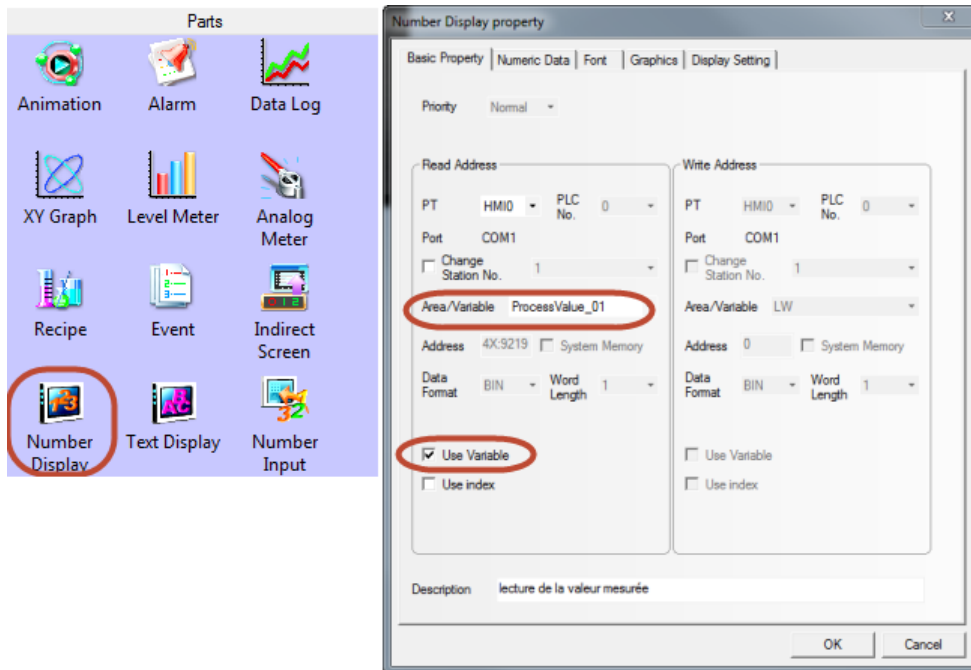 Parts
Animation
Alarm
Data Log
XY Graph
Level Meter
Analog
Meter
Recipe
Event
Indirect
Screen
Number
Display
Text Display
Number
Input
Number Display property
Basic Property
Numeric Data
Font
Graphics
Display Setting
Priority
Normal
Read Address
PT
HMI0
PLC
No.
0
Port
COM1
Change
Station No.
1
Area/Variable
ProcessValue_01
Address
4X:9219
System Memory
Data
Format
BIN
Word
Length
1
Use Variable
Use index
Write Address
PT
HMI0
PLC
No.
0
Port
COM1
Change
Station No.
1
Area/Variable
LW
Address
0
System Memory
Data
Format
BIN
Word
Length
1
Use Variable
Use index
Description
lecture de la valeur mesurée
OK
Cancel